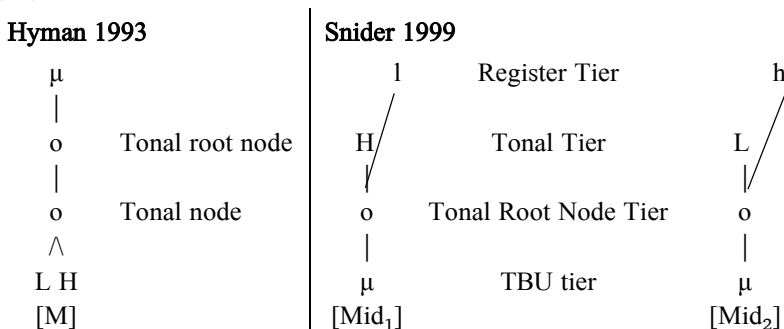 Hyman 1993 Snider 1999
μ l Register Tier h
o Tonal root node H Tonal Tier L
o Tonal node o Tonal Root Node Tier o
L H μ TBU tier μ
[M] [Mid₁] [Mid₂]